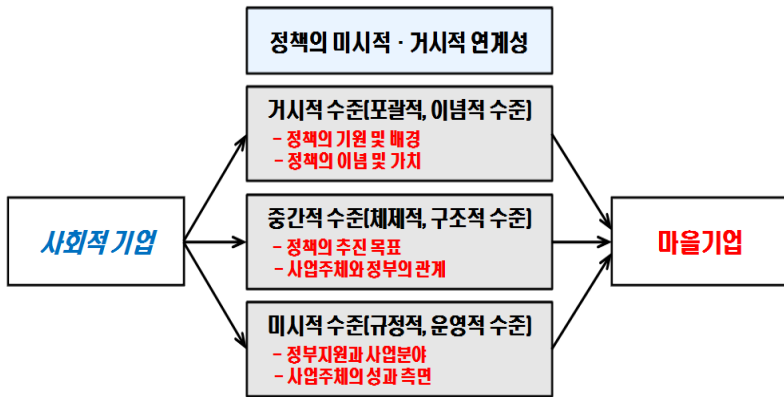 정책의 미시적 · 거시적 연계성
거시적 수준(포괄적, 이념적 수준)
- 정책의 기원 및 배경
- 정책의 이념 및 가치
사회적 기업
중간적 수준(체제적, 구조적 수준)
- 정책의 추진 목표
- 사업주체와 정부의 관계
마을기업
미시적 수준(규정적, 운영적 수준)
- 정부지원과 사업분야
- 사업주체의 성과 측면